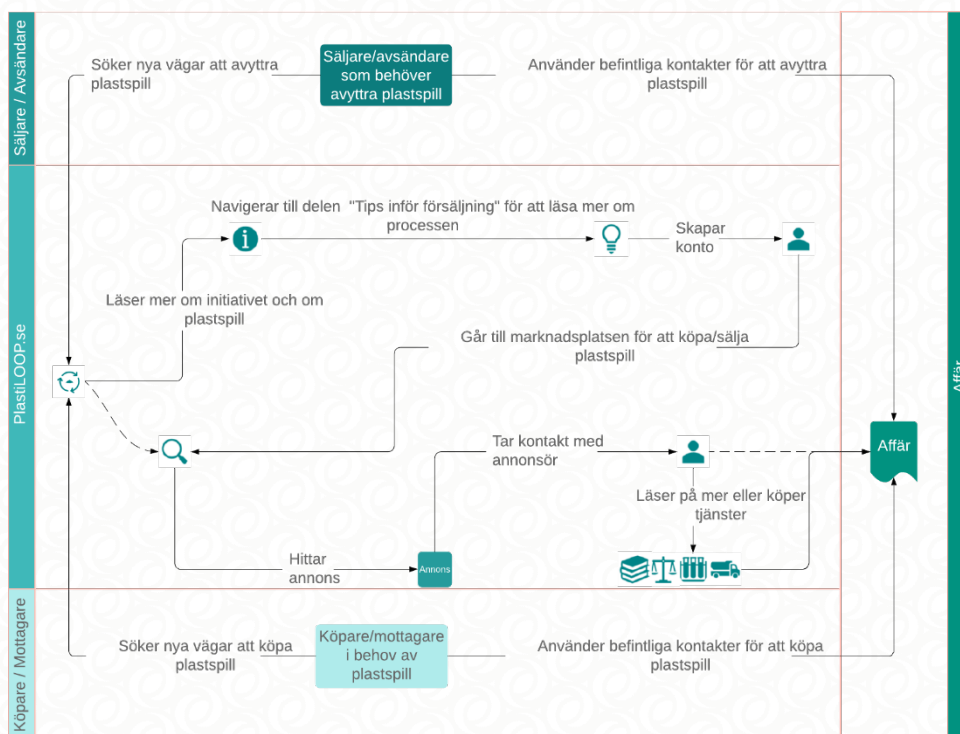 Säljare / Avsändare
Söker nya vägar att avyttra
plastspill
Säljare/avsändare
som behöver
avyttra plastspill
Använder befintliga kontakter för att avyttra
plastspill
PlastiLOOP.se
Navigerar till delen "Tips inför försäljning" för att läsa mer om
processen
Skapar
konto
Läser mer om initiativet och om
plastspill
Går till marknadsplatsen för att köpa/sälja
plastspill
Tar kontakt med
annonsör
Affär
Affär
Läser på mer eller köper
tjänster
Hittar
annons
Annons
Köpare / Mottagare
Söker nya vägar att köpa
plastspill
Köpare/mottagare
i behov av
plastspill
Använder befintliga kontakter för att köpa
plastspill